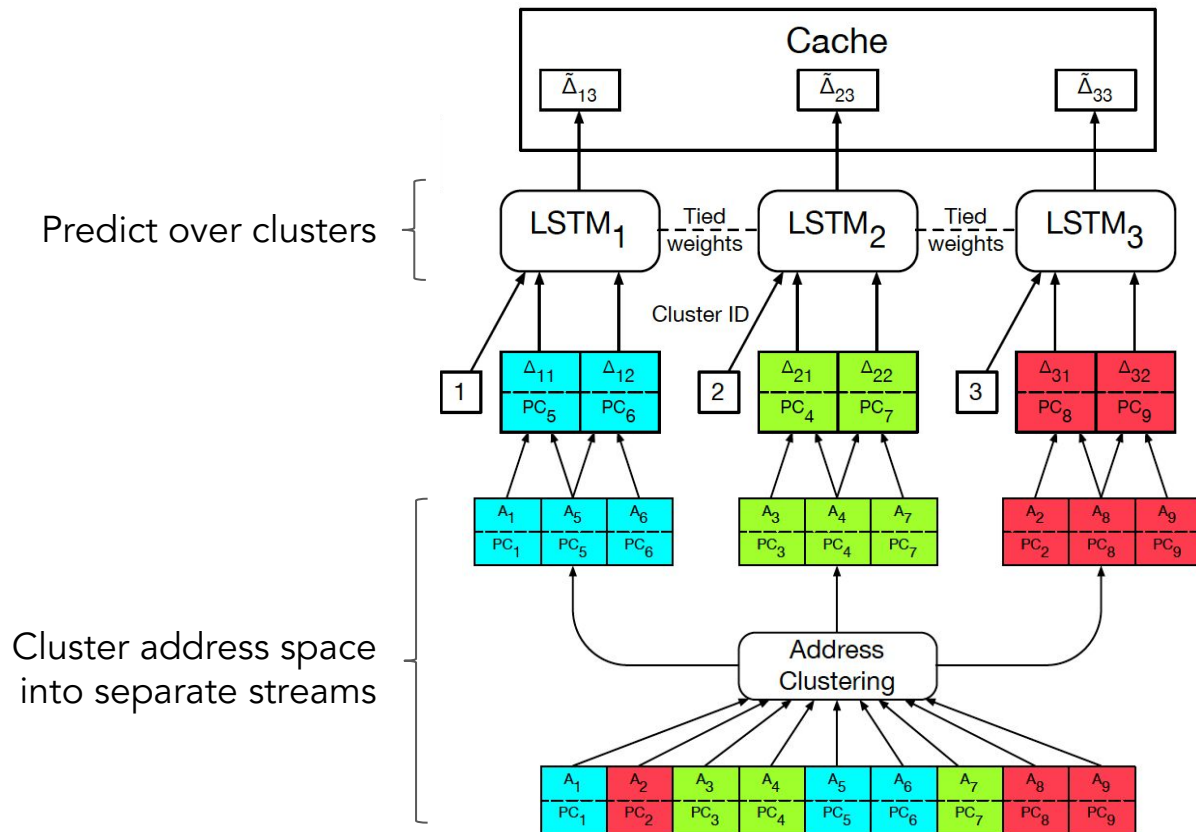 Cache
Δ̃₁₃ Δ̃₂₃ Δ̃₃₃
Predict over clusters
LSTM₁ Tied weights LSTM₂ Tied weights LSTM₃
Cluster ID
1 Δ₁₁ Δ₁₂ 2 Δ₂₁ Δ₂₂ 3 Δ₃₁ Δ₃₂
PC₅ PC₆ PC₄ PC₇ PC₈ PC₉
A₁ A₅ A₆ A₃ A₄ A₇ A₂ A₈ A₉
PC₁ PC₅ PC₆ PC₃ PC₄ PC₇ PC₂ PC₈ PC₉
Cluster address space
into separate streams
Address
Clustering
A₁ A₂ A₃ A₄ A₅ A₆ A₇ A₈ A₉
PC₁ PC₂ PC₃ PC₄ PC₅ PC₆ PC₇ PC₈ PC₉